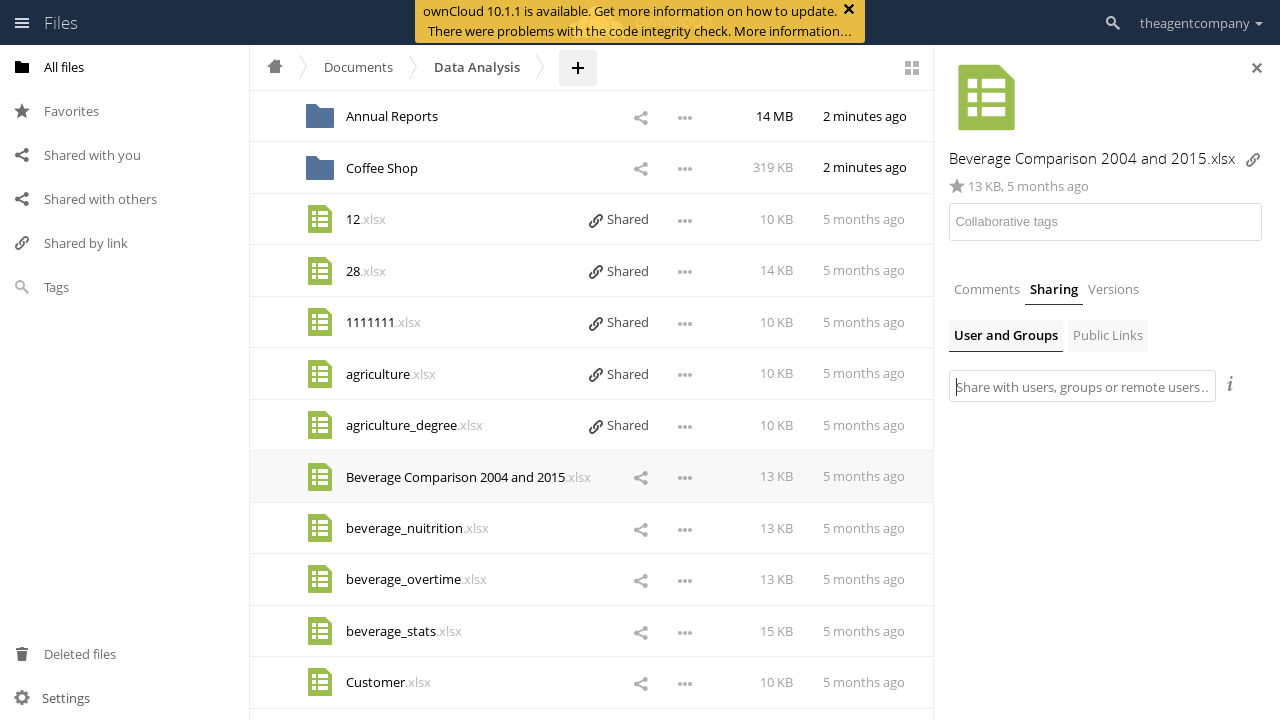 Files
ownCloud 10.1.1 is available. Get more information on how to update.
There were problems with the code integrity check. More information…
theagentcompany
All files
Favorites
Shared with you
Shared with others
Shared by link
Tags
Deleted files
Settings
Documents
Data Analysis
Annual Reports 14 MB 2 minutes ago
Coffee Shop 319 KB 2 minutes ago
12.xlsx Shared 10 KB 5 months ago
28.xlsx Shared 14 KB 5 months ago
1111111.xlsx Shared 10 KB 5 months ago
agriculture.xlsx Shared 10 KB 5 months ago
agriculture_degree.xlsx Shared 10 KB 5 months ago
Beverage Comparison 2004 and 2015.xlsx 13 KB 5 months ago
beverage_nuitrition.xlsx 13 KB 5 months ago
beverage_overtime.xlsx 13 KB 5 months ago
beverage_stats.xlsx 15 KB 5 months ago
Customer.xlsx 10 KB 5 months ago
Beverage Comparison 2004 and 2015.xlsx
13 KB, 5 months ago
Collaborative tags
Comments Sharing Versions
User and Groups Public Links
Share with users, groups or remote users…